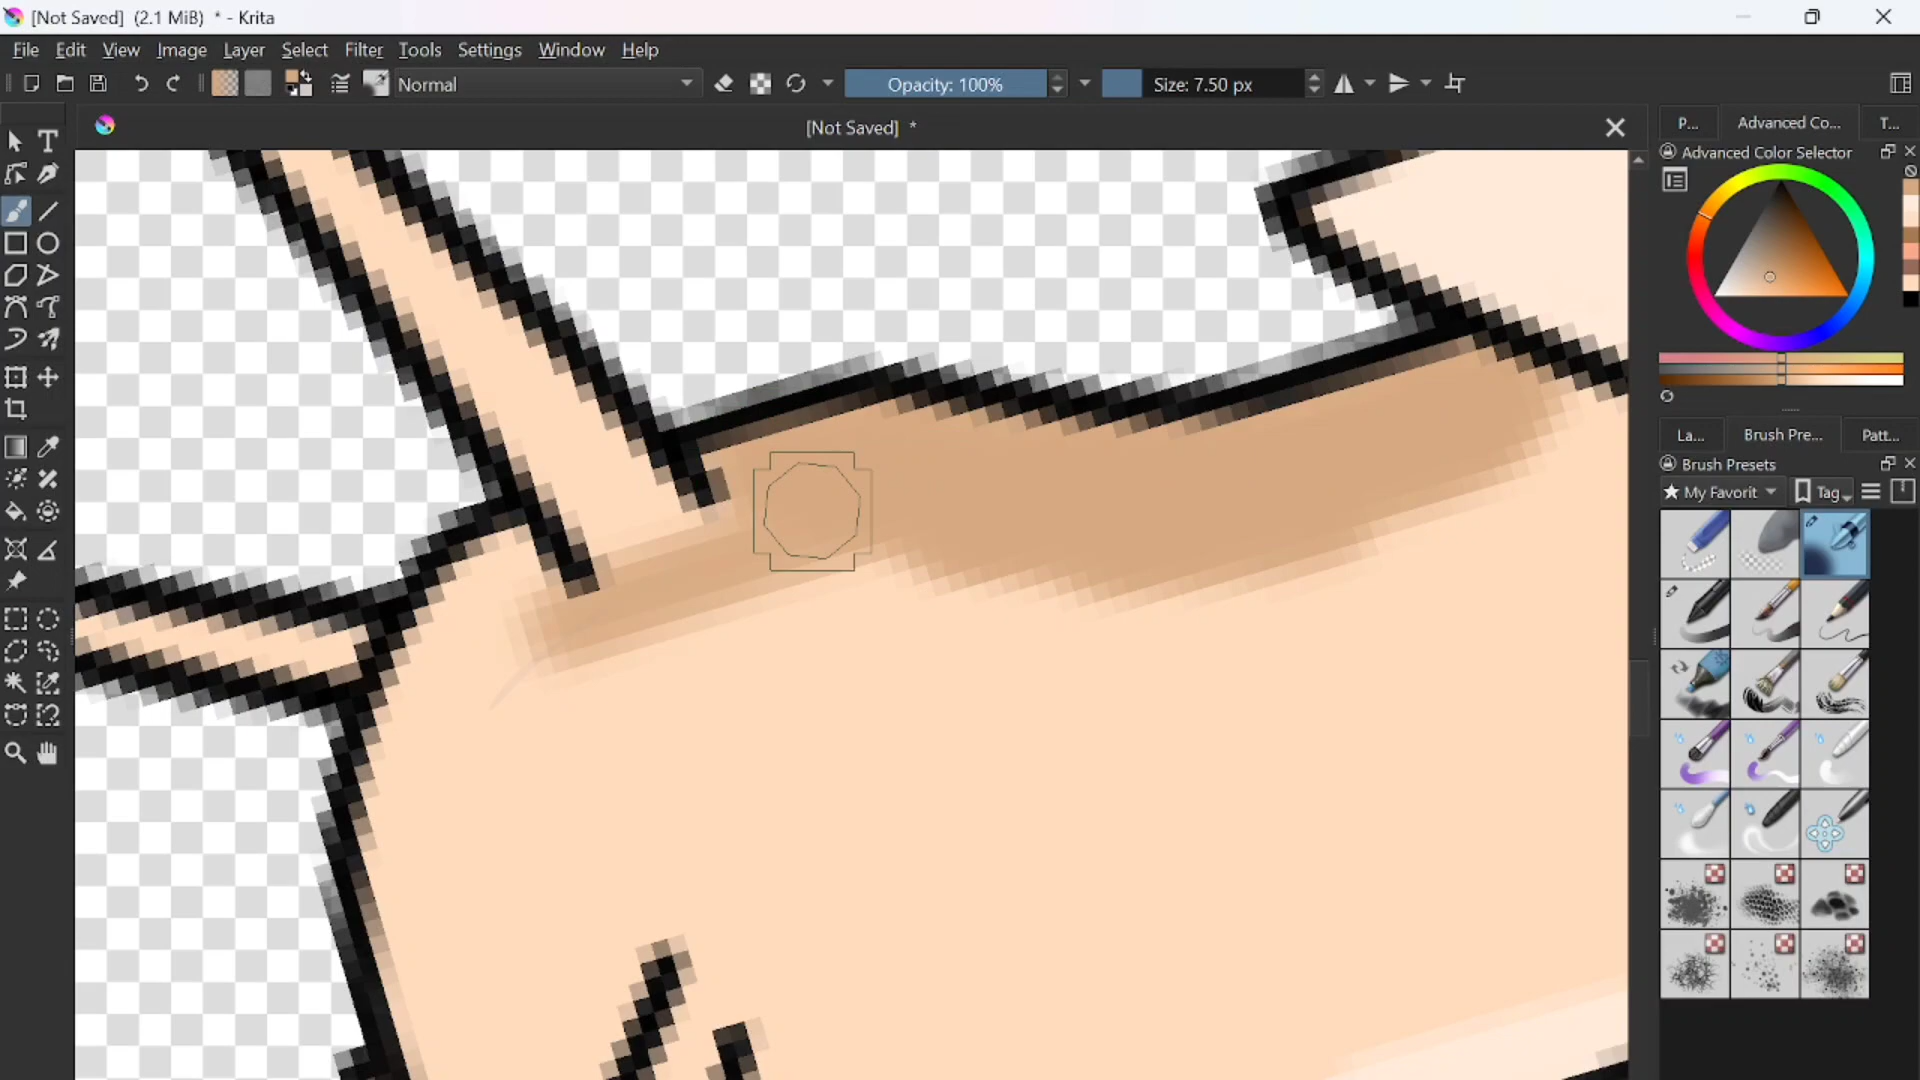 [Not Saved] (2.1 MiB) * - Krita
File Edit View Image Layer Select Filter Tools Settings Window Help
Normal Opacity: 100% Size: 7.50 px
[Not Saved] *
P... Advanced Co... T...
Advanced Color Selector
La... Brush Pre... Patt...
Brush Presets
★ My Favorit Tag